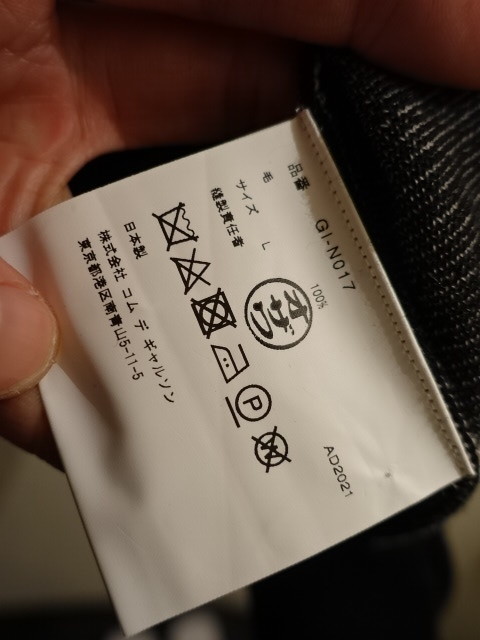 品番 GI-N017
毛 100%
サイズ L
縫製責任者 オザワ
P
W
日本製
株式会社 コム デ ギャルソン
東京都港区南青山5-11-5
AD2021